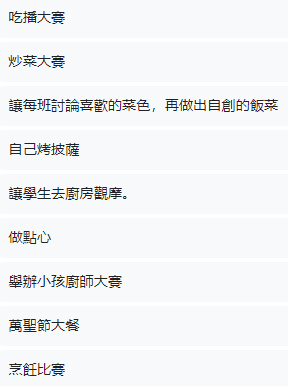 吃播大賽
炒菜大賽
讓每班討論喜歡的菜色，再做出自創的飯菜
自己烤披薩
讓學生去廚房觀摩。
做點心
舉辦小孩廚師大賽
萬聖節大餐
烹飪比賽